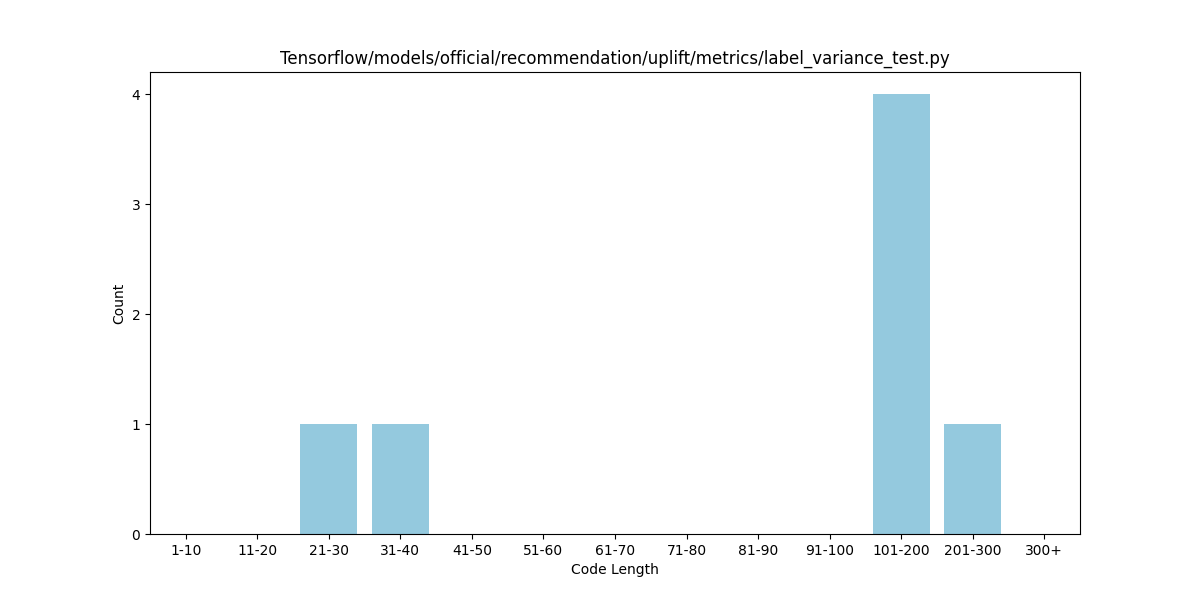 Tensorflow/models/official/recommendation/uplift/metrics/label_variance_test.py
4
3
2
1
0
Count
1-10 11-20 21-30 31-40 41-50 51-60 61-70 71-80 81-90 91-100 101-200 201-300 300+
Code Length